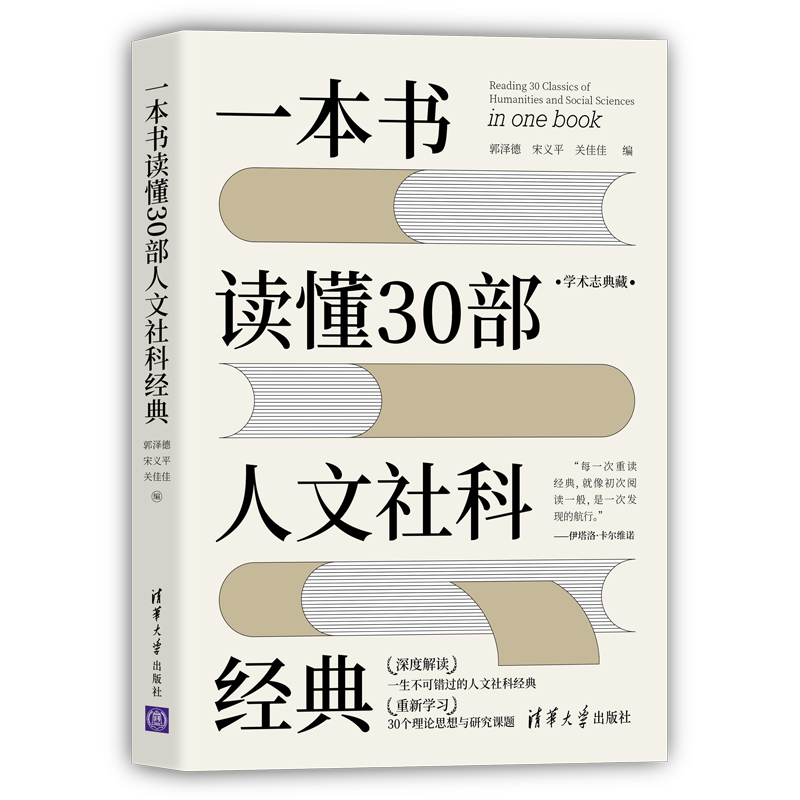 一本书读懂30部人文社科经典
郭泽德
宋义平
关佳佳
编
清华大学出版社
一本书
Reading 30 Classics of
Humanities and Social Sciences
in one book
郭泽德 宋义平 关佳佳 编
读懂30部
•学术志典藏•
人文社科
“每一次重读
经典，就像初次阅
读一般，是一次发
现的航行。”
——伊塔洛·卡尔维诺
经典
深度解读
一生不可错过的人文社科经典
重新学习
30个理论思想与研究课题
清华大学出版社